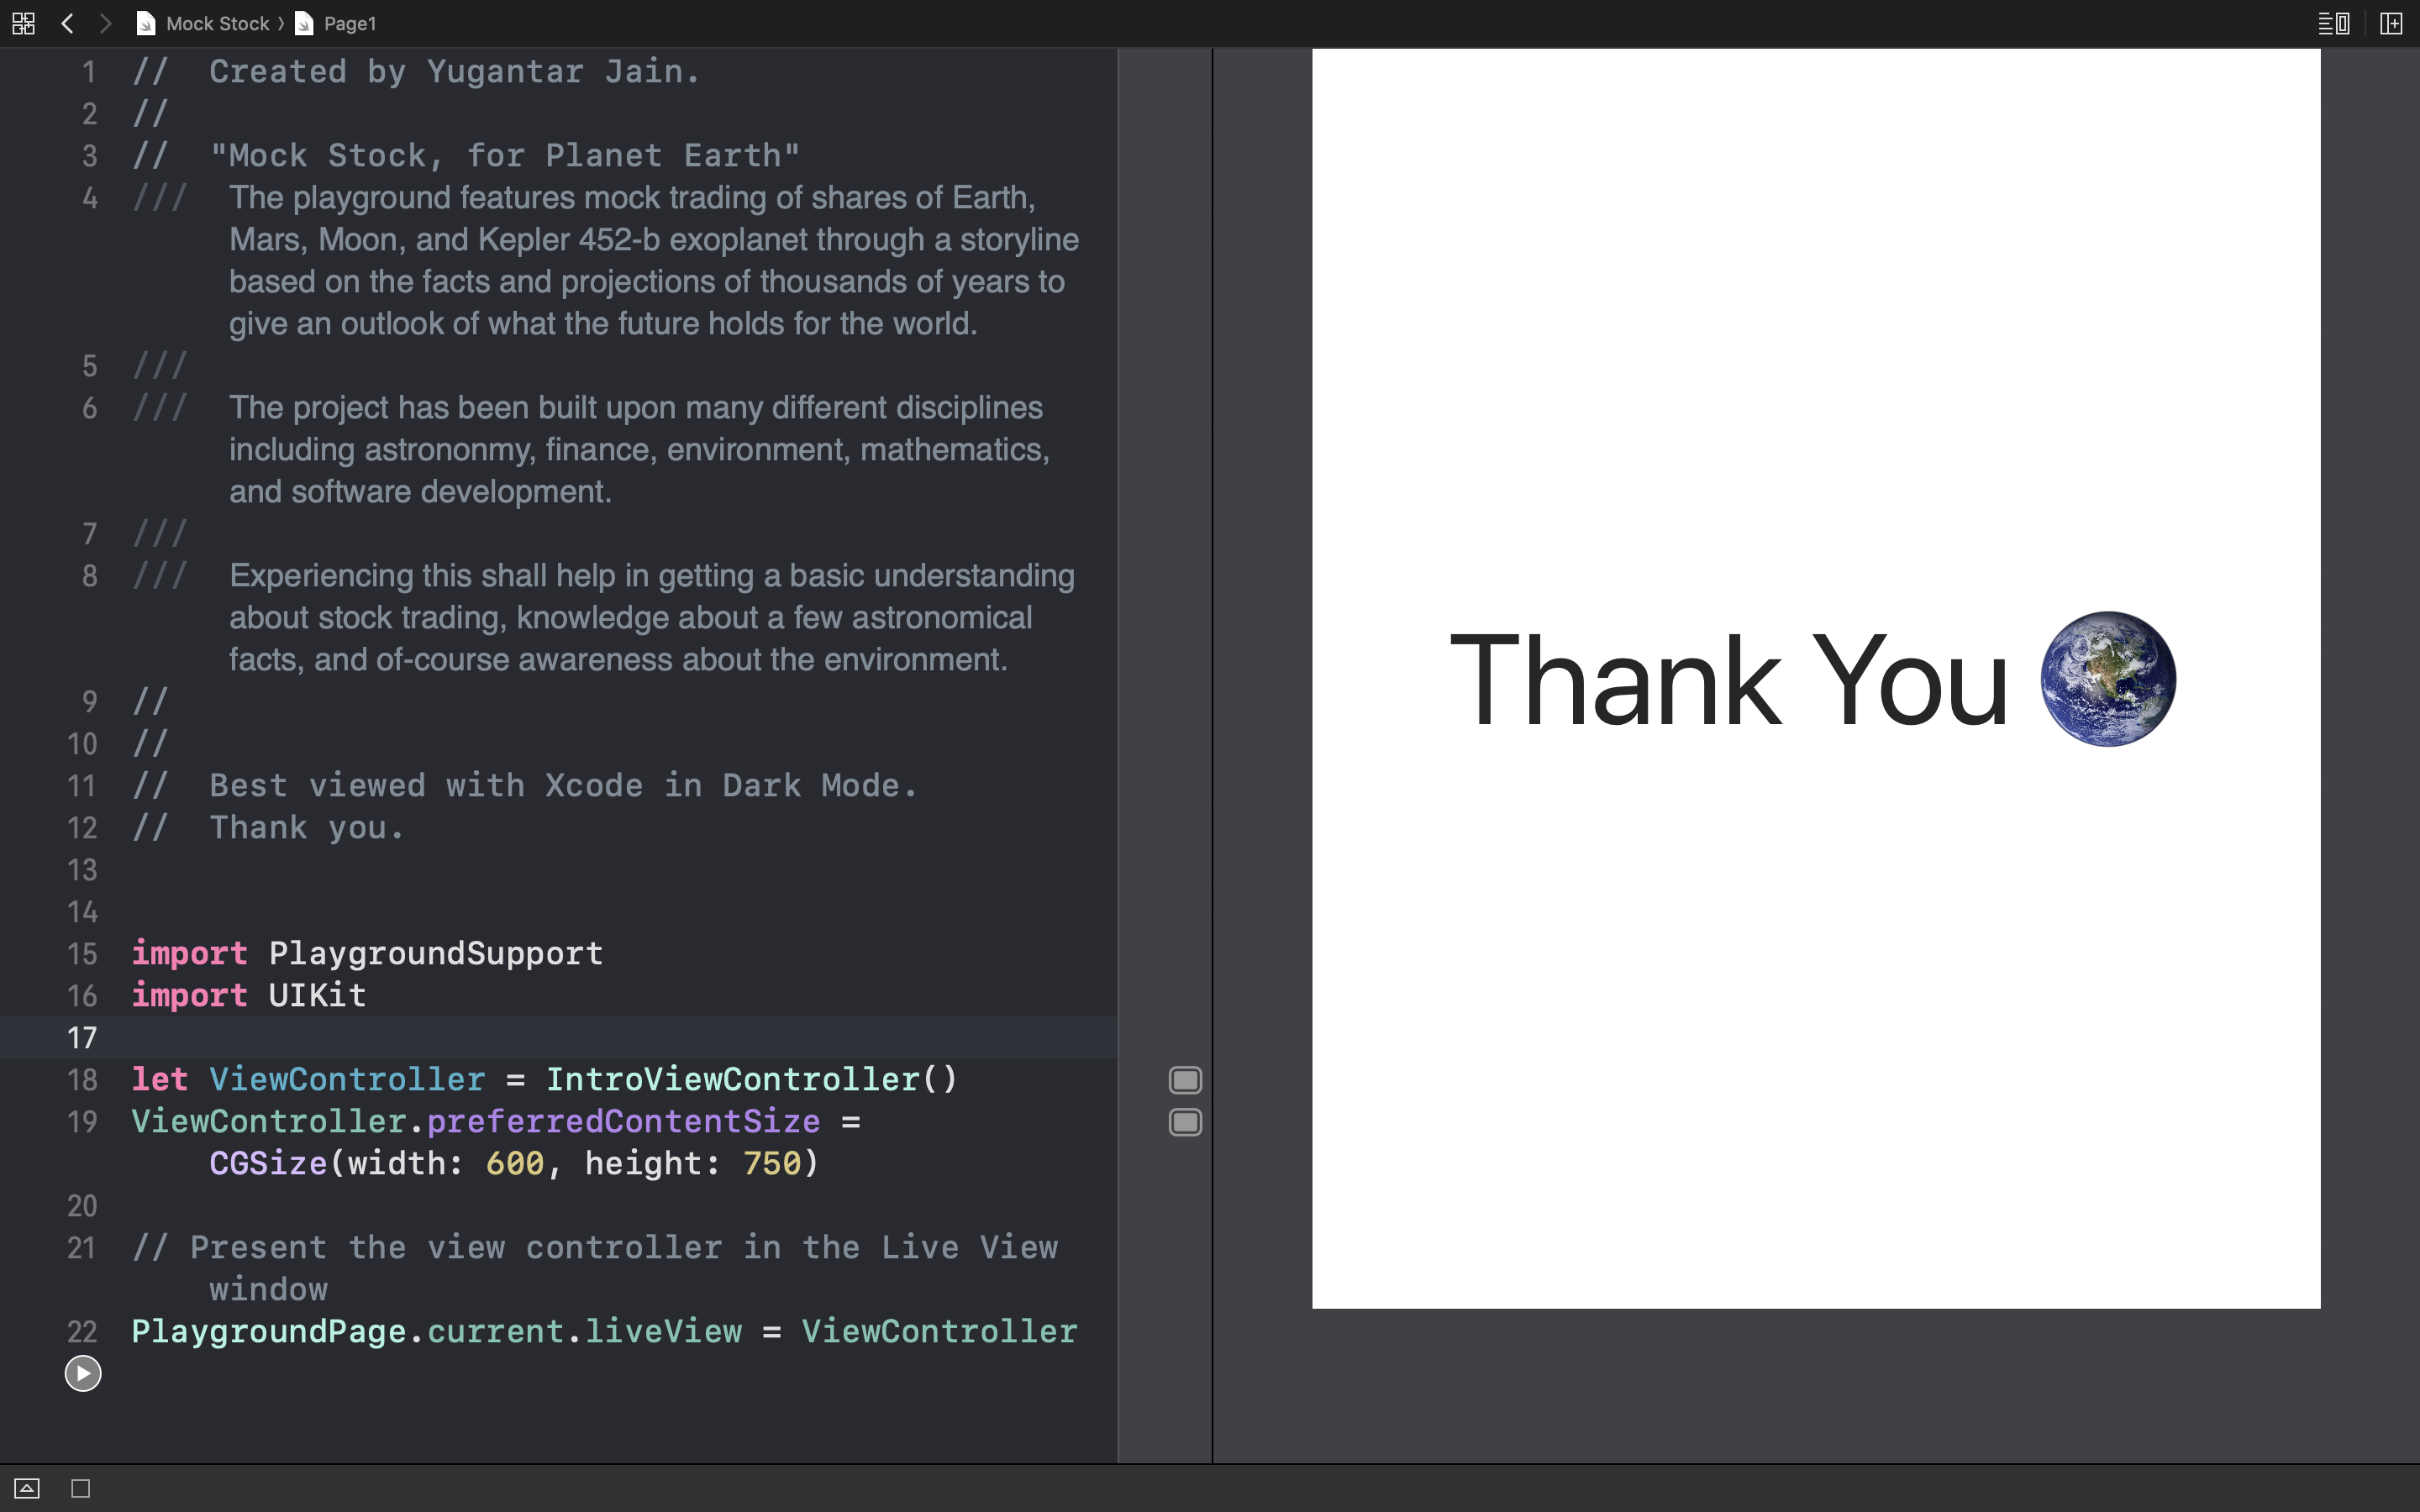 Mock Stock 〉 Page1
1 // Created by Yugantar Jain.
2 //
3 // "Mock Stock, for Planet Earth"
4 /// The playground features mock trading of shares of Earth,
Mars, Moon, and Kepler 452-b exoplanet through a storyline
based on the facts and projections of thousands of years to
give an outlook of what the future holds for the world.
5 ///
6 /// The project has been built upon many different disciplines
including astrononmy, finance, environment, mathematics,
and software development.
7 ///
8 /// Experiencing this shall help in getting a basic understanding
about stock trading, knowledge about a few astronomical
facts, and of-course awareness about the environment.
9 //
10 //
11 // Best viewed with Xcode in Dark Mode.
12 // Thank you.
13
14
15 import PlaygroundSupport
16 import UIKit
17
18 let ViewController = IntroViewController()
19 ViewController.preferredContentSize =
CGSize(width: 600, height: 750)
20
21 // Present the view controller in the Live View
window
22 PlaygroundPage.current.liveView = ViewController
Thank You